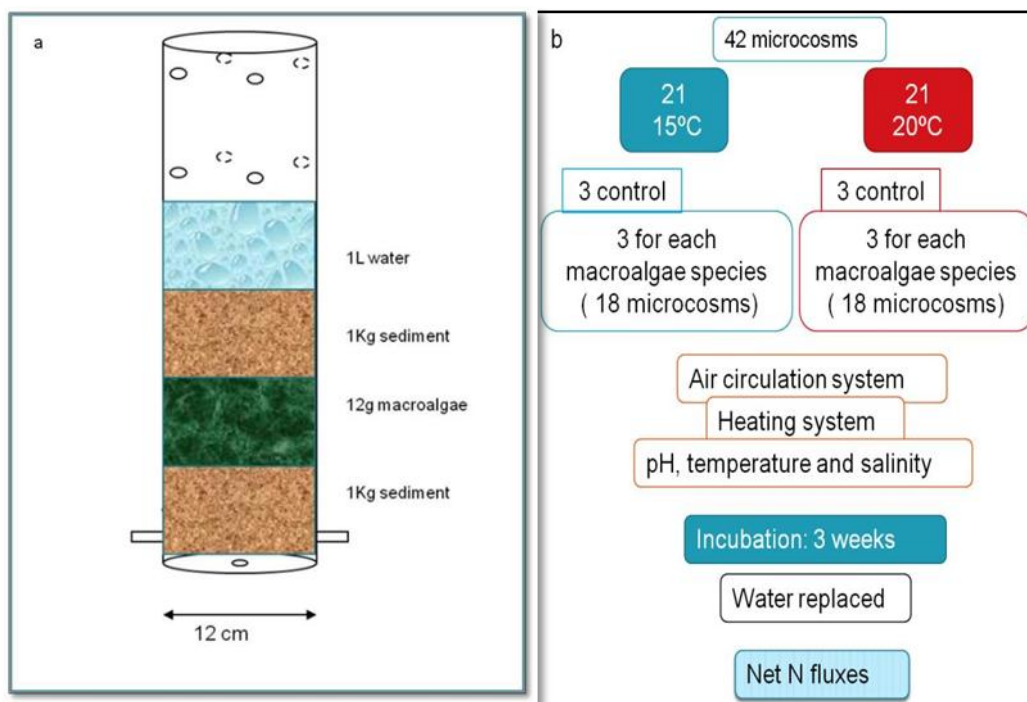 a
1L water
1Kg sediment
12g macroalgae
1Kg sediment
12 cm
b
42 microcosms
21
15ºC
21
20ºC
3 control
3 for each
macroalgae species
( 18 microcosms)
3 control
3 for each
macroalgae species
( 18 microcosms)
Air circulation system
Heating system
pH, temperature and salinity
Incubation: 3 weeks
Water replaced
Net N fluxes